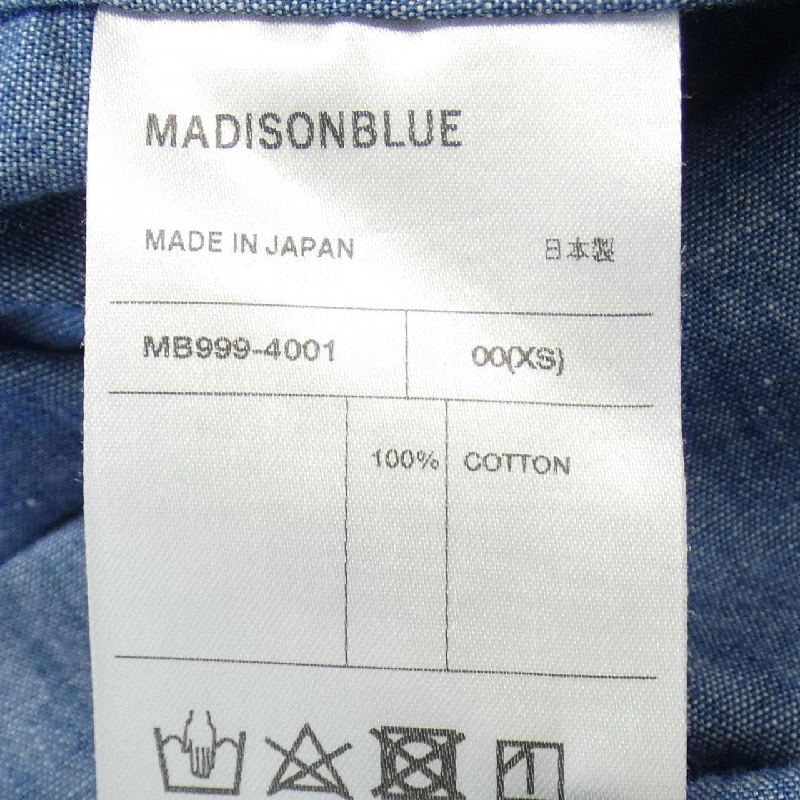 MADISONBLUE
MADE IN JAPAN 日本製
MB999-4001 00(XS)
100% COTTON